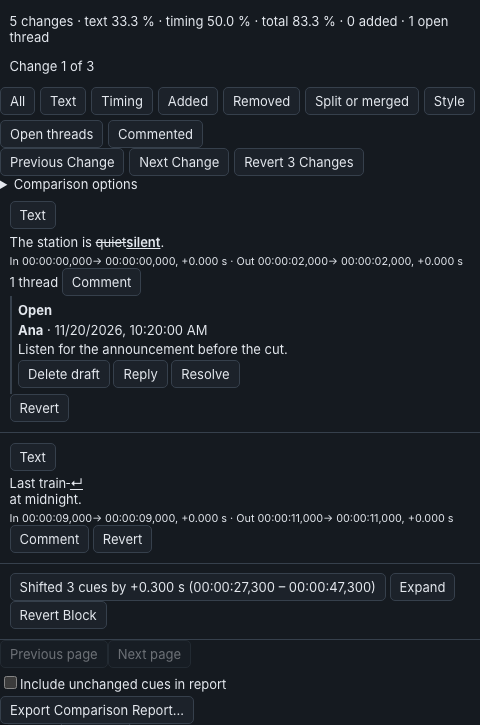 5 changes · text 33.3 % · timing 50.0 % · total 83.3 % · 0 added · 1 open
thread
Change 1 of 3
All Text Timing Added Removed Split or merged Style
Open threads Commented
Previous Change Next Change Revert 3 Changes
Comparison options
Text
The station is quietsilent.
In 00:00:00,000→ 00:00:00,000, +0.000 s · Out 00:00:02,000→ 00:00:02,000, +0.000 s
1 thread Comment
Open
Ana · 11/20/2026, 10:20:00 AM
Listen for the announcement before the cut.
Delete draft Reply Resolve
Revert
Text
Last train-↵
at midnight.
In 00:00:09,000→ 00:00:09,000, +0.000 s · Out 00:00:11,000→ 00:00:11,000, +0.000 s
Comment Revert
Shifted 3 cues by +0.300 s (00:00:27,300 – 00:00:47,300) Expand
Revert Block
Previous page Next page
Include unchanged cues in report
Export Comparison Report...